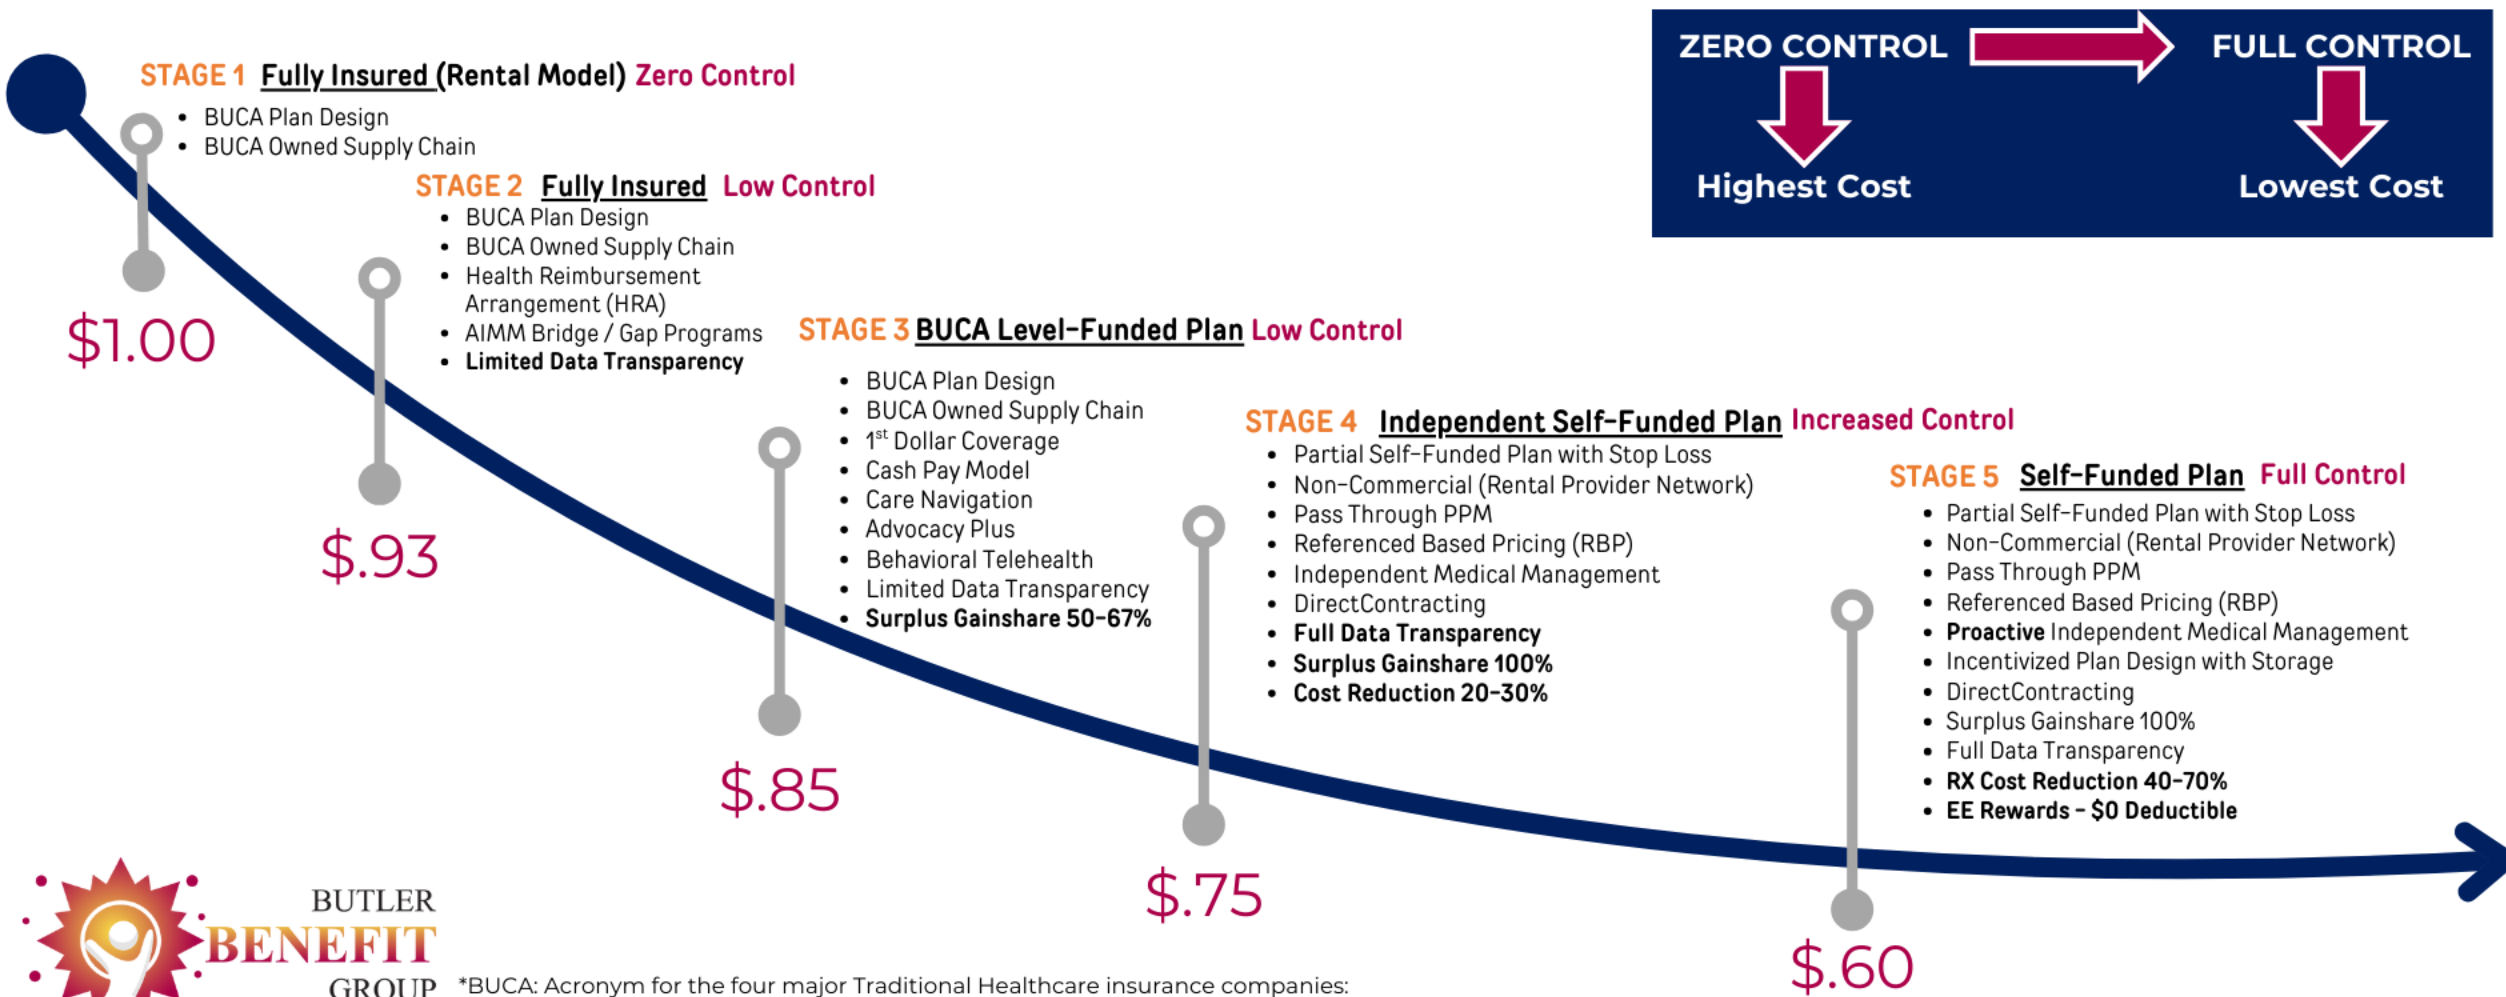 ZERO CONTROL
FULL CONTROL
Highest Cost
Lowest Cost
STAGE 1 Fully Insured (Rental Model) Zero Control
• BUCA Plan Design
• BUCA Owned Supply Chain
$1.00
STAGE 2 Fully Insured Low Control
• BUCA Plan Design
• BUCA Owned Supply Chain
• Health Reimbursement
Arrangement (HRA)
• AIMM Bridge / Gap Programs
• Limited Data Transparency
$.93
STAGE 3 BUCA Level-Funded Plan Low Control
• BUCA Plan Design
• BUCA Owned Supply Chain
• 1st Dollar Coverage
• Cash Pay Model
• Care Navigation
• Advocacy Plus
• Behavioral Telehealth
• Limited Data Transparency
• Surplus Gainshare 50-67%
$.85
STAGE 4 Independent Self-Funded Plan Increased Control
• Partial Self-Funded Plan with Stop Loss
• Non-Commercial (Rental Provider Network)
• Pass Through PPM
• Referenced Based Pricing (RBP)
• Independent Medical Management
• DirectContracting
• Full Data Transparency
• Surplus Gainshare 100%
• Cost Reduction 20-30%
$.75
STAGE 5 Self-Funded Plan Full Control
• Partial Self-Funded Plan with Stop Loss
• Non-Commercial (Rental Provider Network)
• Pass Through PPM
• Referenced Based Pricing (RBP)
• Proactive Independent Medical Management
• Incentivized Plan Design with Storage
• DirectContracting
• Surplus Gainshare 100%
• Full Data Transparency
• RX Cost Reduction 40-70%
• EE Rewards - $0 Deductible
$.60
BUTLER
BENEFIT
GROUP
*BUCA: Acronym for the four major Traditional Healthcare insurance companies: